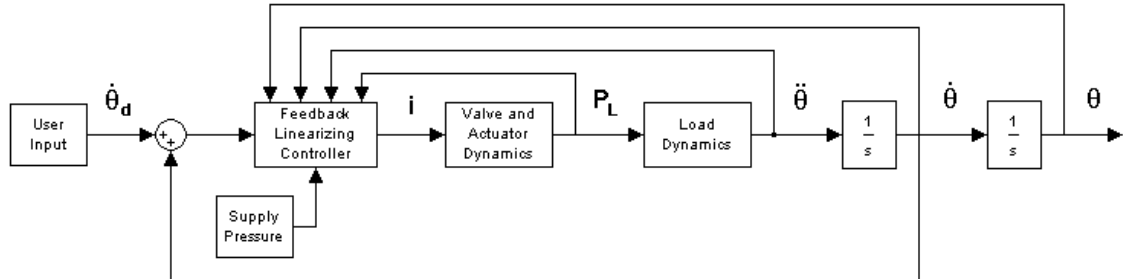 θ̇d
i
PL
θ̈
θ̇
θ
User
Input
++
Feedback
Linearizing
Controller
Valve and
Actuator
Dynamics
Load
Dynamics
1
s
1
s
Supply
Pressure